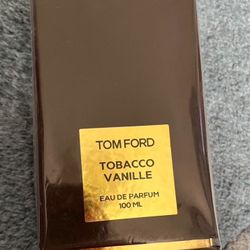 TOM FORD
TOBACCO
VANILLE
EAU DE PARFUM
100 ML